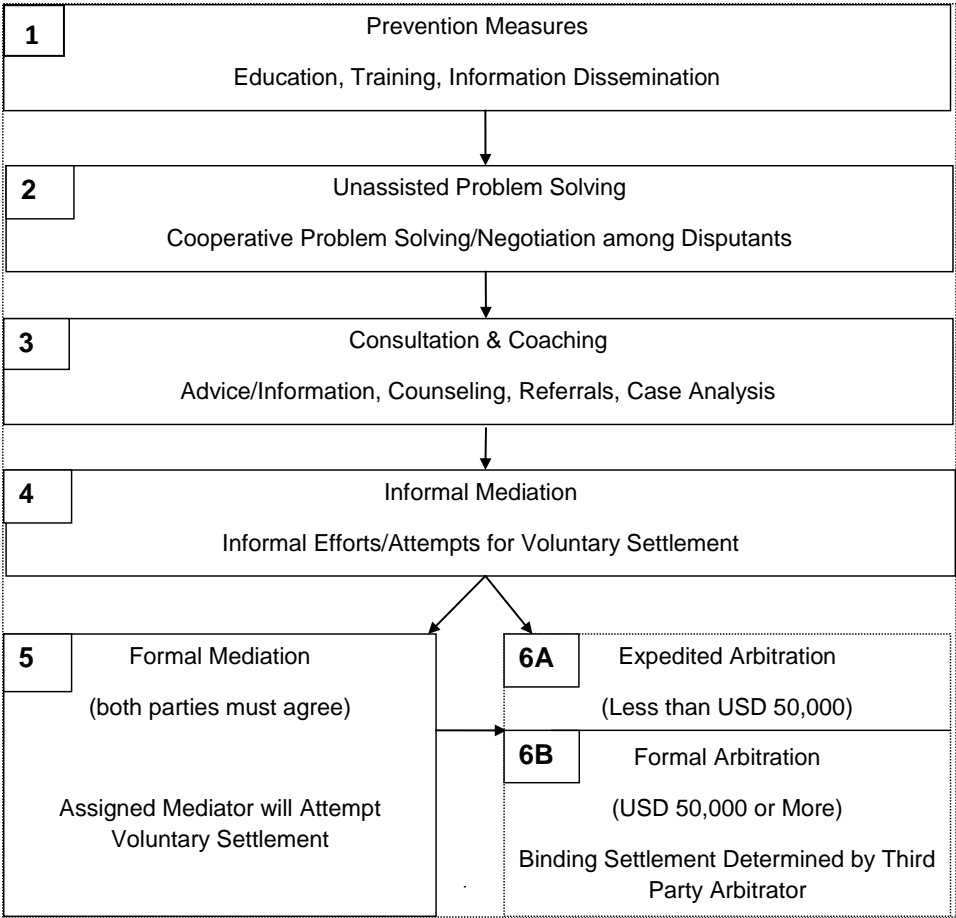 1
Prevention Measures
Education, Training, Information Dissemination
2
Unassisted Problem Solving
Cooperative Problem Solving/Negotiation among Disputants
3
Consultation & Coaching
Advice/Information, Counseling, Referrals, Case Analysis
4
Informal Mediation
Informal Efforts/Attempts for Voluntary Settlement
5
Formal Mediation
(both parties must agree)
Assigned Mediator will Attempt
Voluntary Settlement
6A
Expedited Arbitration
(Less than USD 50,000)
6B
Formal Arbitration
(USD 50,000 or More)
Binding Settlement Determined by Third
Party Arbitrator